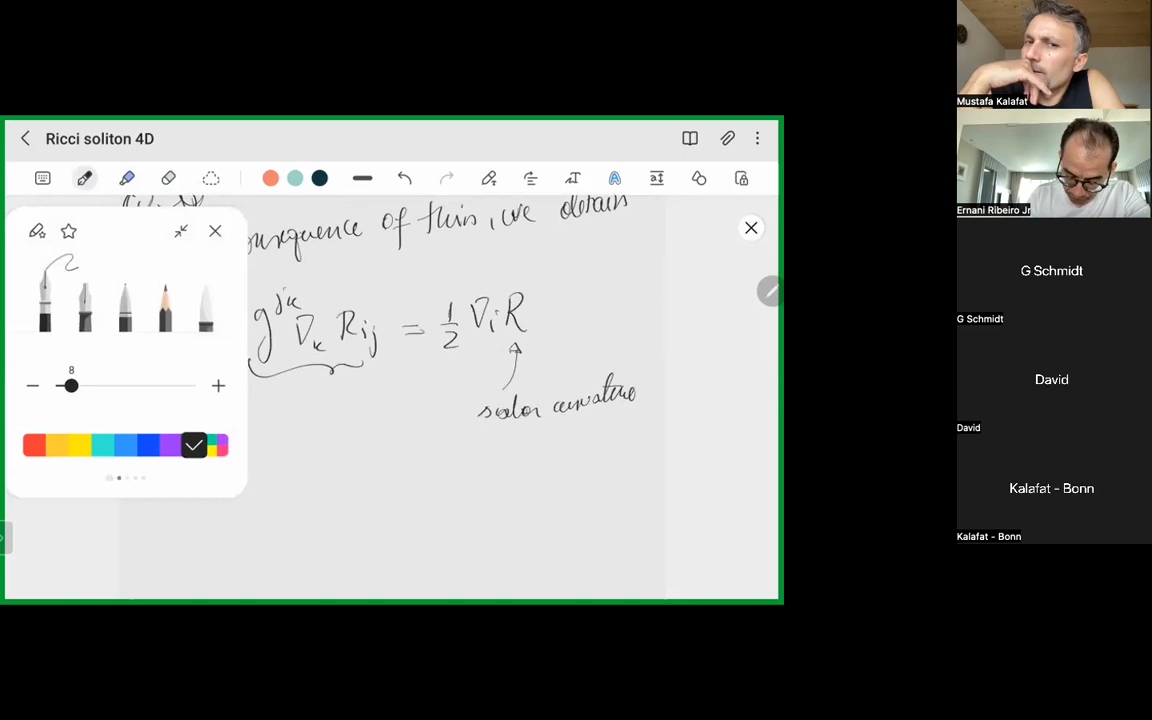 Ricci soliton 4D
onsequence of this, we obtain
g^{jk} ∇_k R_{ij} = 1/2 ∇_i R
scalar curvature
8
Mustafa Kalafat
Ernani Ribeiro Jr
G Schmidt
G Schmidt
David
David
Kalafat - Bonn
Kalafat - Bonn